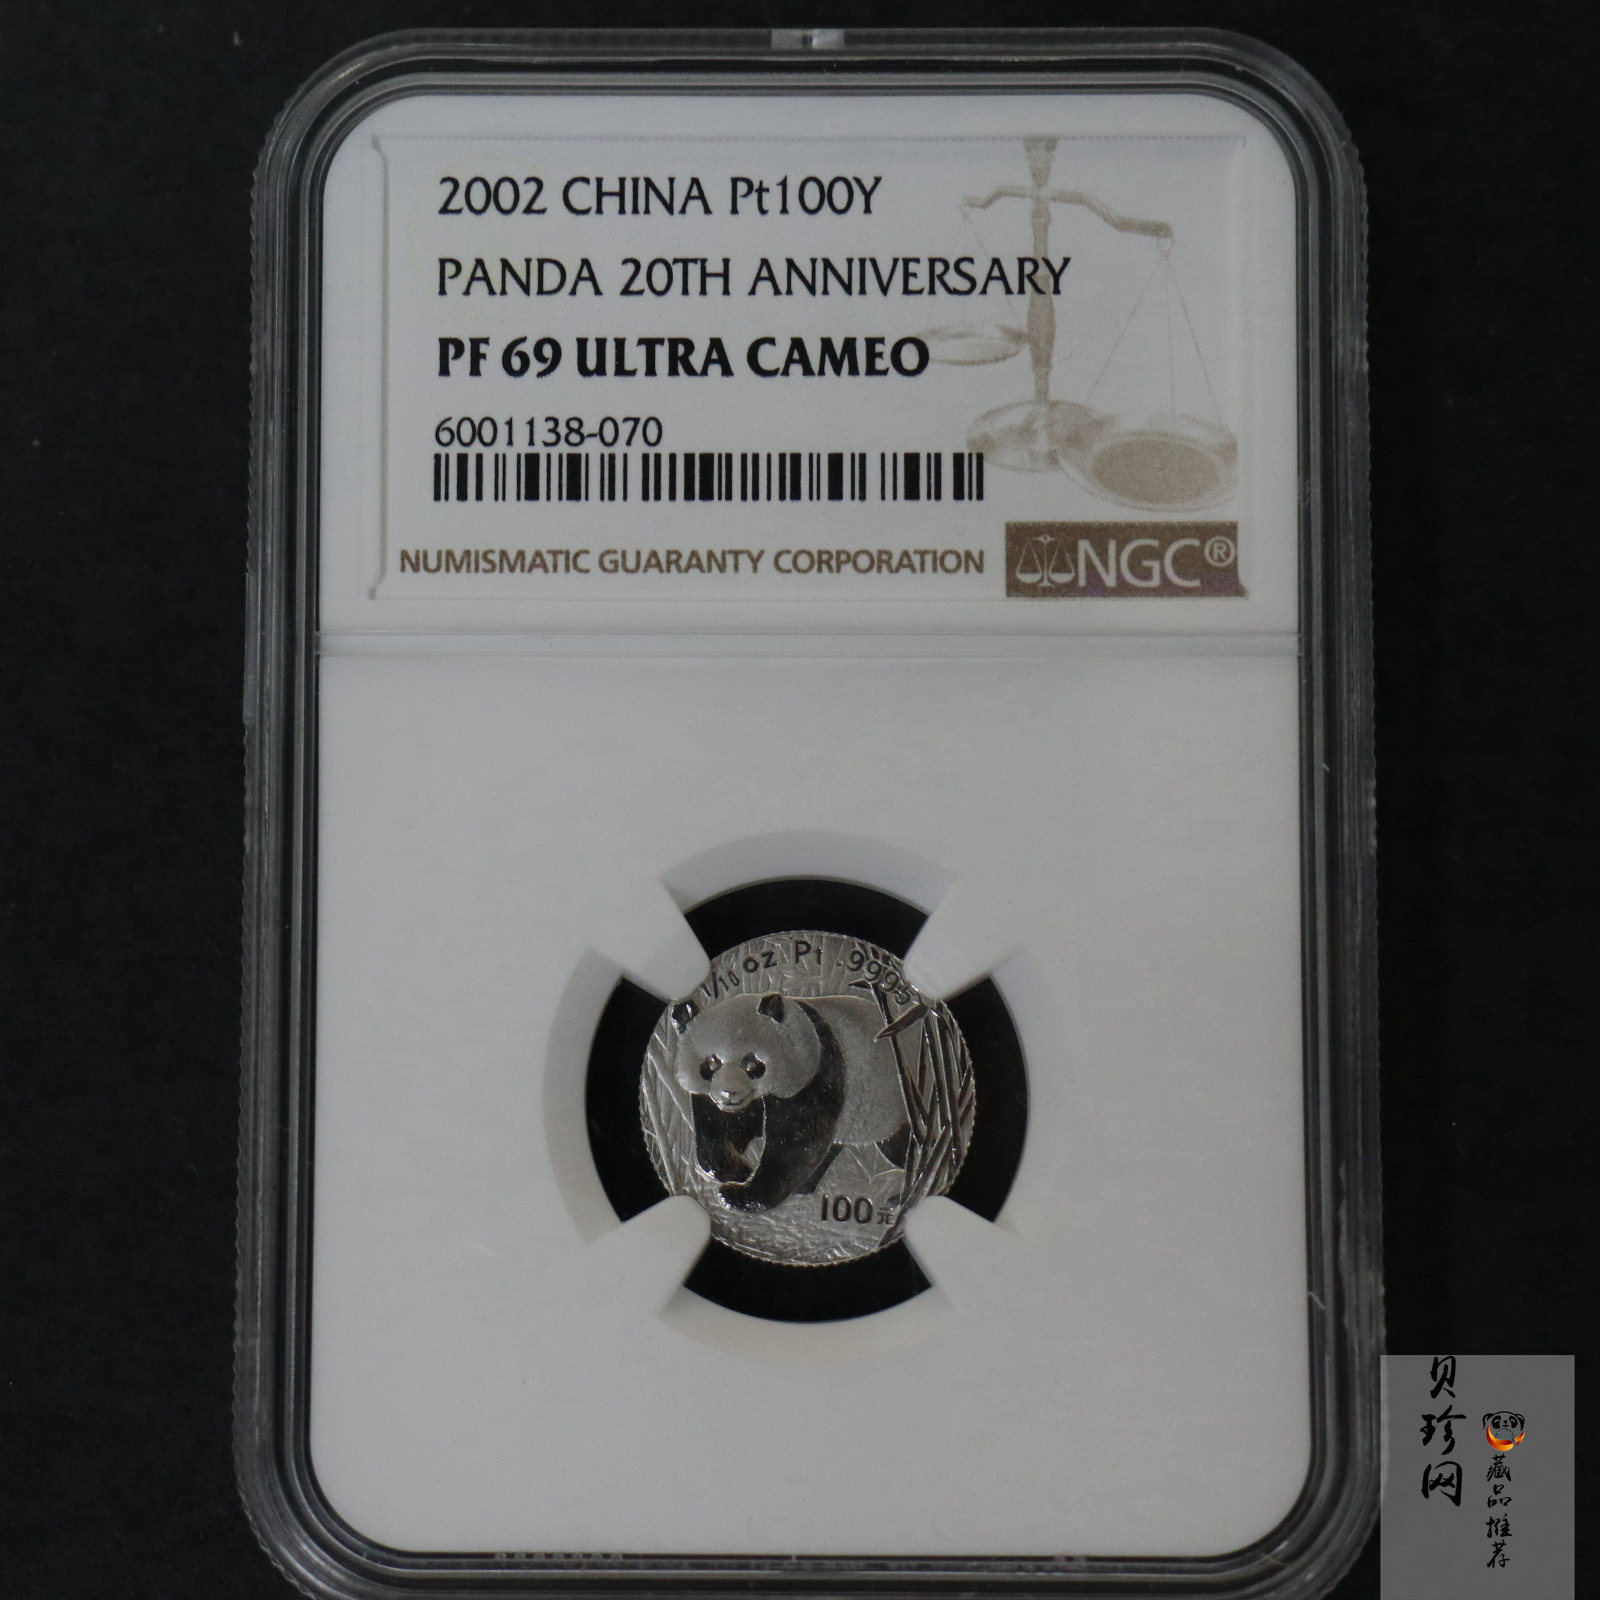 2002 CHINA Pt100Y
PANDA 20TH ANNIVERSARY
PF 69 ULTRA CAMEO
6001138-070
NUMISMATIC GUARANTY CORPORATION
NGC®
1/10 oz Pt .9995
100元
贝珍网
藏品推荐